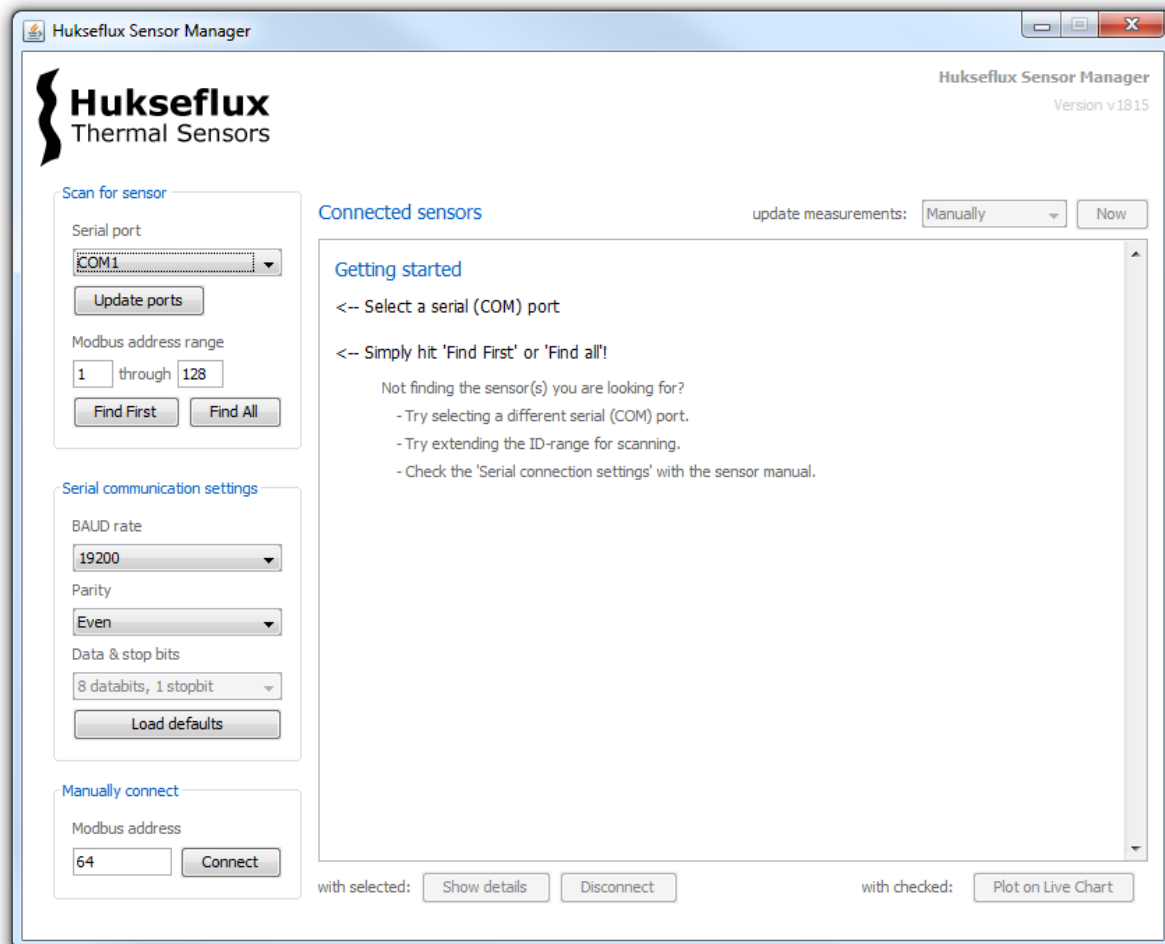 Hukseflux Sensor Manager
Hukseflux Sensor Manager
Version v1815
Hukseflux
Thermal Sensors
Scan for sensor
Serial port
COM1
Update ports
Modbus address range
1 through 128
Find First Find All
Serial communication settings
BAUD rate
19200
Parity
Even
Data & stop bits
8 databits, 1 stopbit
Load defaults
Manually connect
Modbus address
64 Connect
Connected sensors
update measurements: Manually Now
Getting started
<-- Select a serial (COM) port
<-- Simply hit 'Find First' or 'Find all'!
Not finding the sensor(s) you are looking for?
- Try selecting a different serial (COM) port.
- Try extending the ID-range for scanning.
- Check the 'Serial connection settings' with the sensor manual.
with selected: Show details Disconnect with checked: Plot on Live Chart